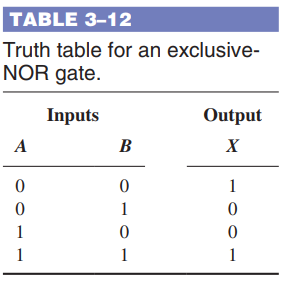 TABLE 3–12
Truth table for an exclusive-
NOR gate.
Inputs Output
A B X
0 0 1
0 1 0
1 0 0
1 1 1